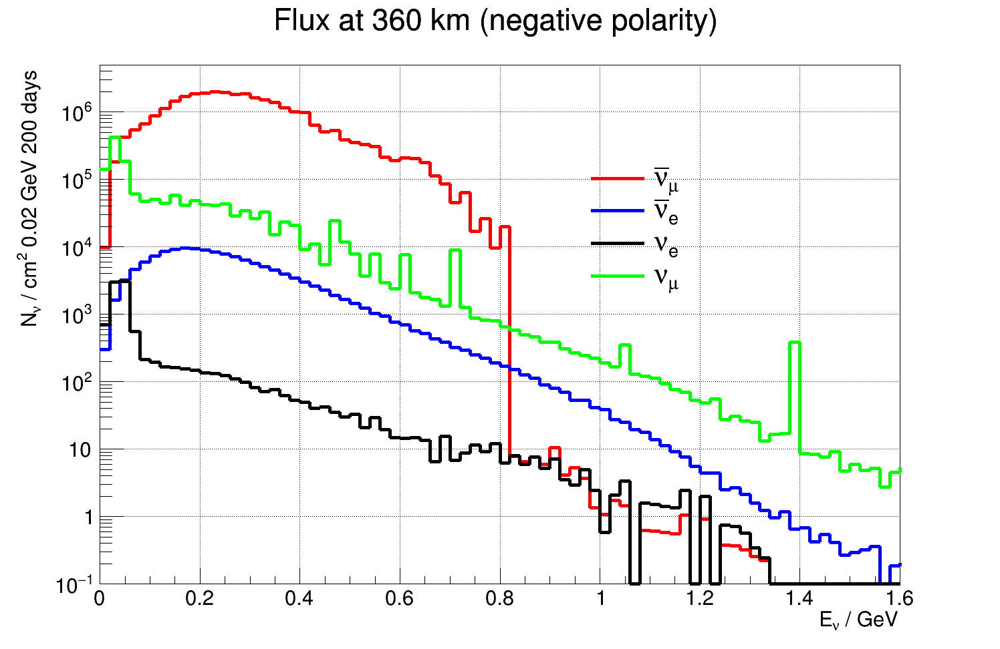 Flux at 360 km (negative polarity)
N_ν / cm² 0.02 GeV 200 days
10⁶
10⁵
10⁴
10³
10²
10
1
10⁻¹
ν̅_μ
ν̅_e
ν_e
ν_μ
0 0.2 0.4 0.6 0.8 1 1.2 1.4 1.6
E_ν / GeV